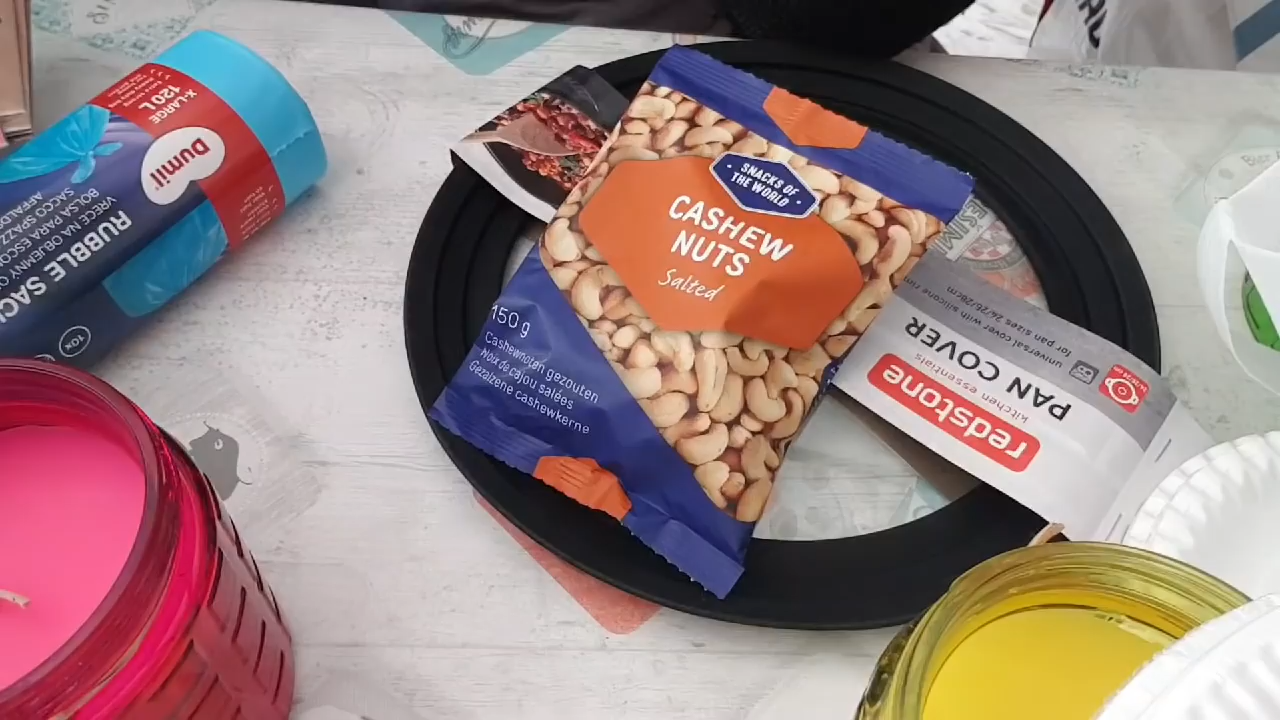 SNACKS OF
THE WORLD
CASHEW
NUTS
Salted
150 g
Cashewnoten gezouten
Noix de cajou salées
Gezalzene Cashewkerne
X-LARGE
120 L
Dumil
RUBBLE SAC
VRECE NA OBJEMNY O
BOLSA PARA ESCO
SACCO SPAZZ
10x
redstone
kitchen essentials
PAN COVER
universal cover with silicone rim
for pan sizes 24/26/28cm